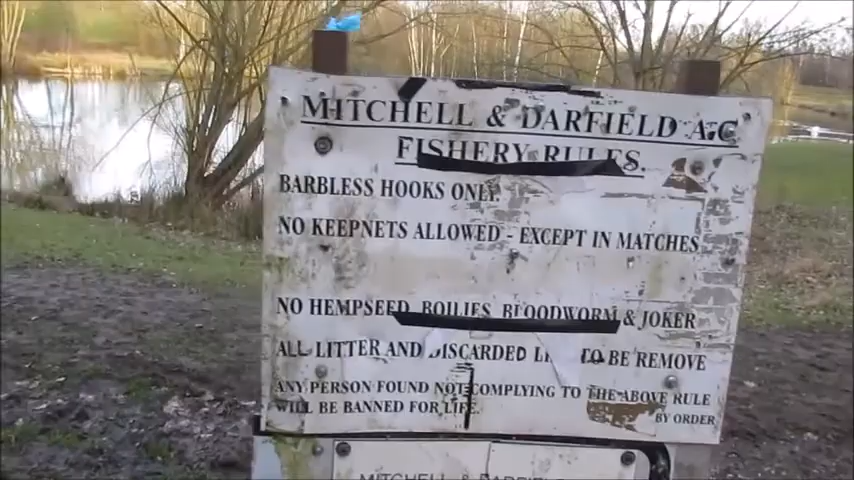 MITCHELL & DARFIELD A.C
FISHERY RULES
BARBLESS HOOKS ONLY.
NO KEEPNETS ALLOWED - EXCEPT IN MATCHES
NO HEMPSEED BOILIES BLOODWORM & JOKER
ALL LITTER AND DISCARDED TO BE REMOVED
ANY PERSON FOUND NOT COMPLYING TO THE ABOVE RULE
WILL BE BANNED FOR LIFE. BY ORDER
MITCHELL &